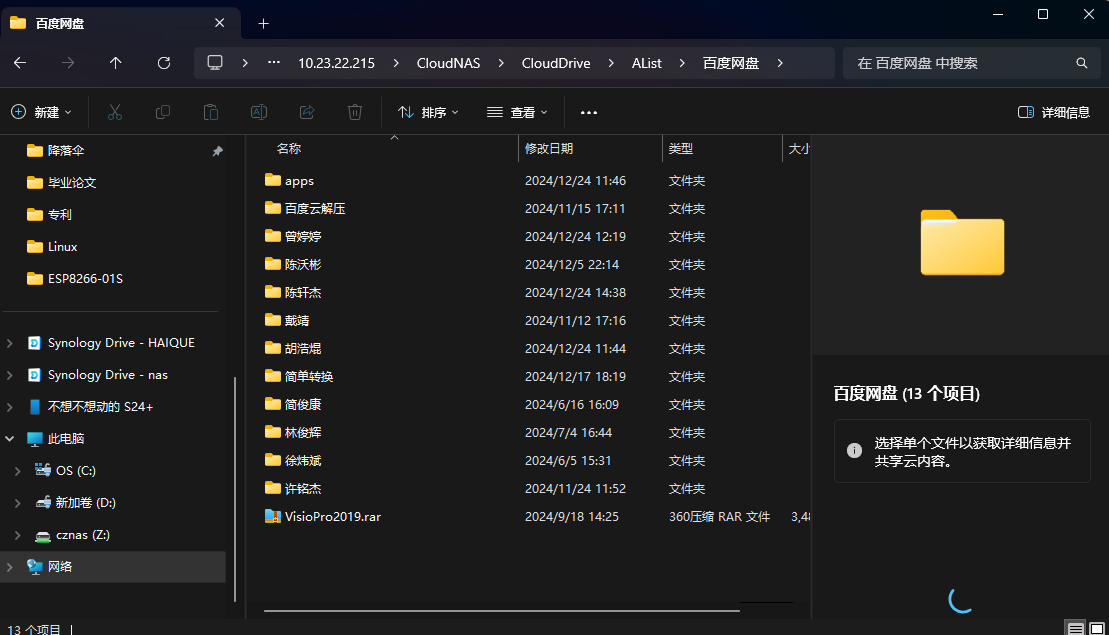 百度网盘
10.23.22.215 CloudNAS CloudDrive AList 百度网盘
在 百度网盘 中搜索
新建 排序 查看 详细信息
降落伞
毕业论文
专利
Linux
ESP8266-01S
Synology Drive - HAIQUE
Synology Drive - nas
不想不想动的 S24+
此电脑
OS (C:)
新加卷 (D:)
cznas (Z:)
网络
名称 修改日期 类型 大小
apps 2024/12/24 11:46 文件夹
百度云解压 2024/11/15 17:11 文件夹
曾婷婷 2024/12/24 12:19 文件夹
陈沃彬 2024/12/5 22:14 文件夹
陈轩杰 2024/12/24 14:38 文件夹
戴靖 2024/11/12 17:16 文件夹
胡浩焜 2024/12/24 11:44 文件夹
简单转换 2024/12/17 18:19 文件夹
简俊康 2024/6/16 16:09 文件夹
林俊辉 2024/7/4 16:44 文件夹
徐炜斌 2024/6/5 15:31 文件夹
许铭杰 2024/11/24 11:52 文件夹
VisioPro2019.rar 2024/9/18 14:25 360压缩 RAR 文件
百度网盘 (13 个项目)
选择单个文件以获取详细信息并
共享云内容。
13 个项目